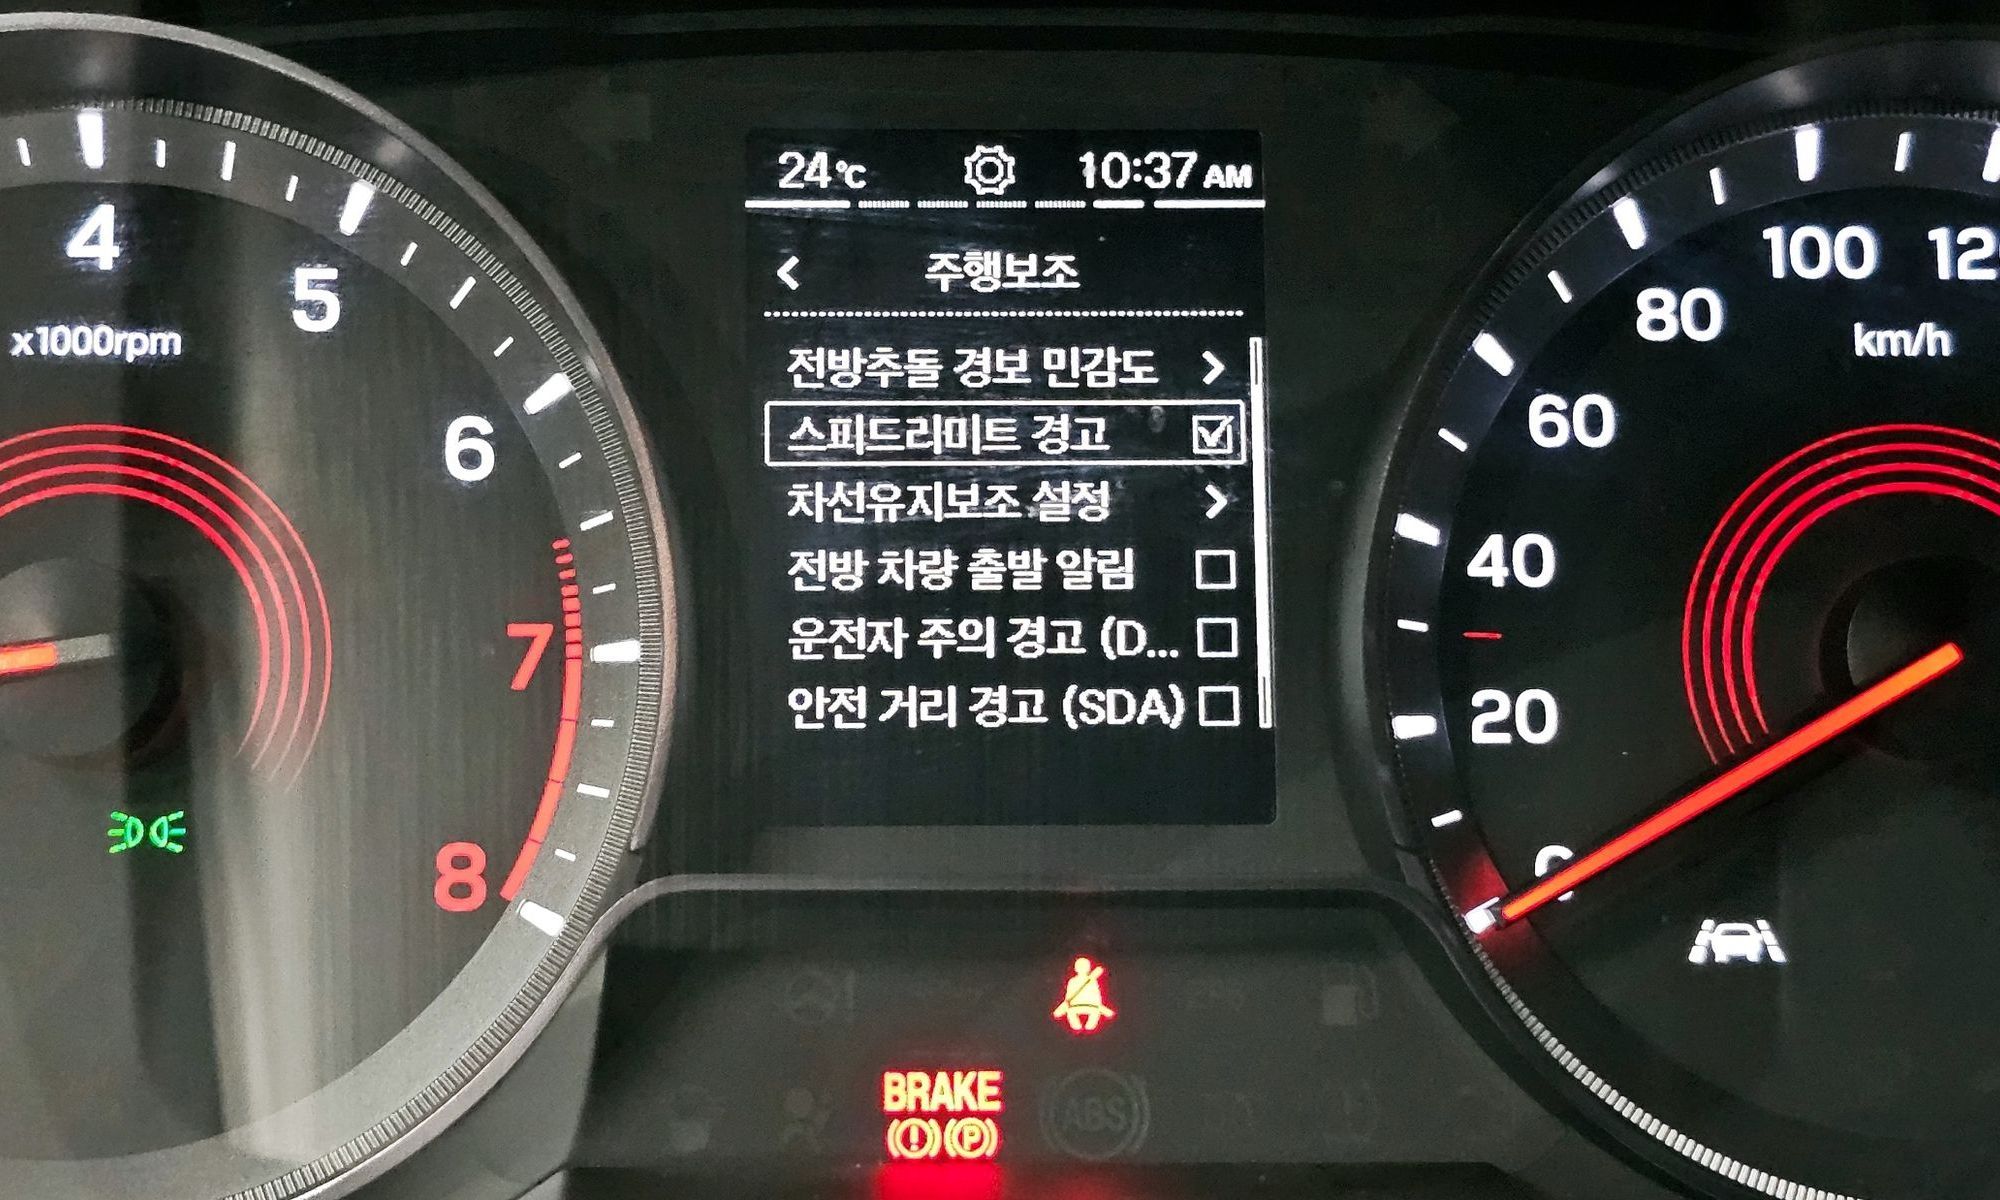 24℃ 10:37 AM
< 주행보조
전방추돌 경보 민감도 >
스피드리미트 경고
차선유지보조 설정 >
전방 차량 출발 알림
운전자 주의 경고 (D...
안전 거리 경고 (SDA)
4
5
6
7
8
x1000rpm
100
80
60
40
20
km/h
BRAKE
(!) (P)
ABS